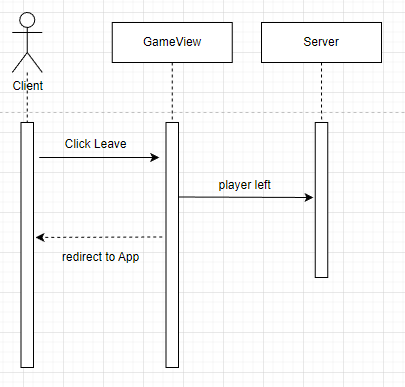 GameView
Server
Client
Click Leave
player left
redirect to App